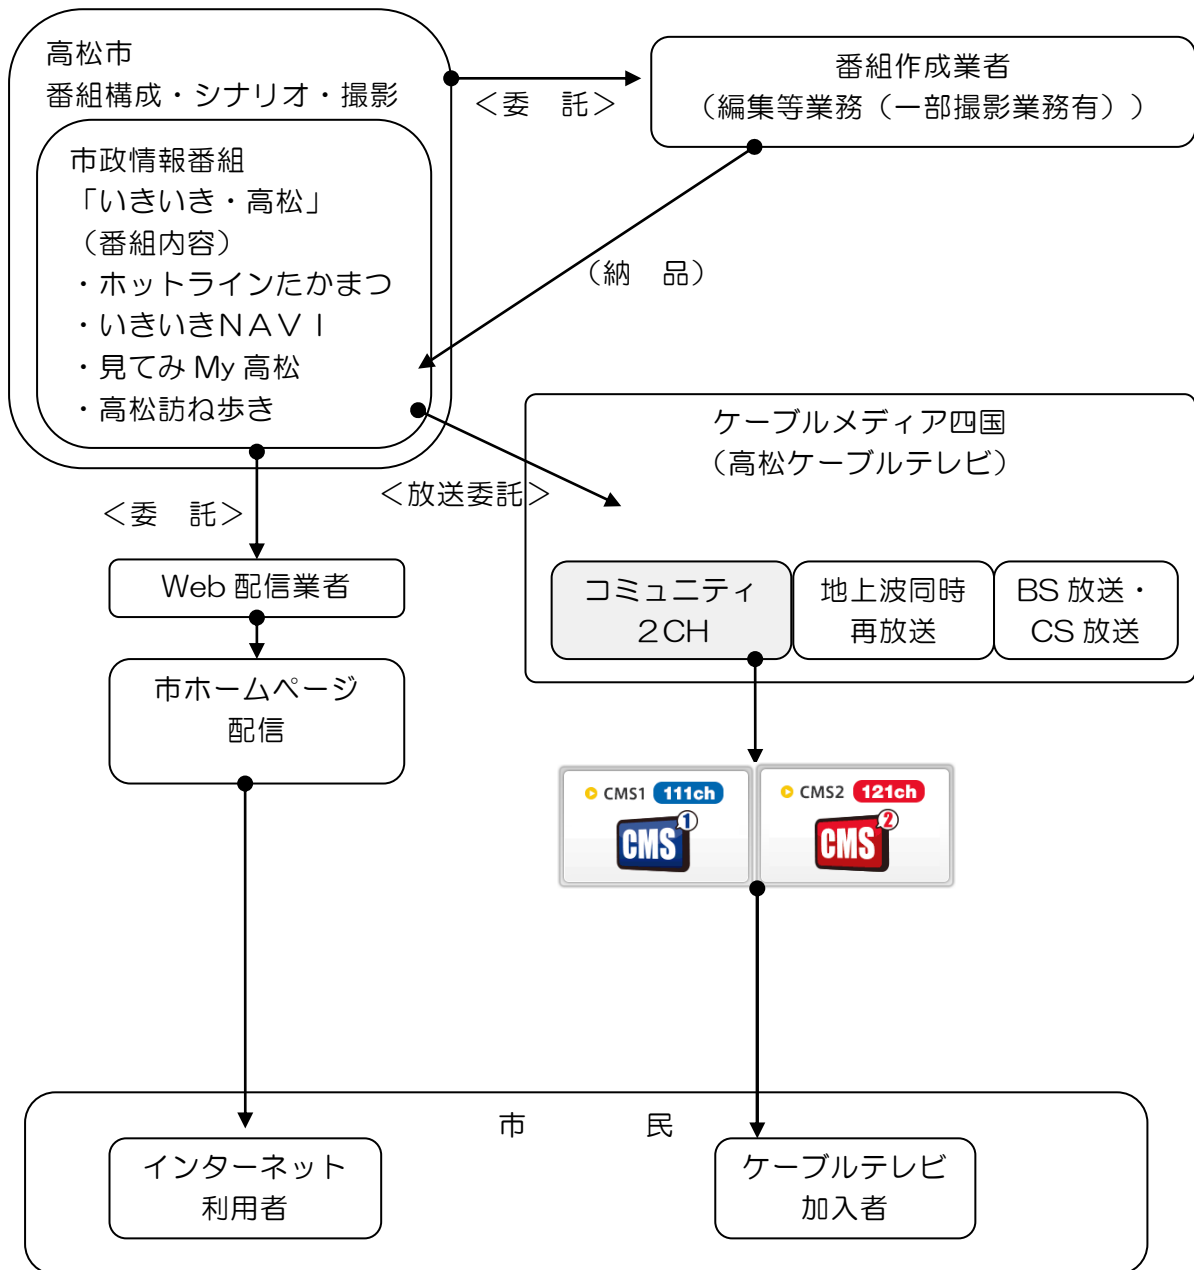 高松市
番組構成・シナリオ・撮影
市政情報番組
「いきいき・高松」
（番組内容）
・ホットラインたかまつ
・いきいきＮＡＶＩ
・見てみ My 高松
・高松訪ね歩き
＜委　託＞
番組作成業者
（編集等業務（一部撮影業務有））
（納　品）
＜放送委託＞
ケーブルメディア四国
（高松ケーブルテレビ）
コミュニティ
２CH
地上波同時
再放送
BS 放送・
CS 放送
＜委　託＞
Web 配信業者
市ホームページ
配信
CMS1 111ch
CMS 1
CMS2 121ch
CMS 2
市　　　民
インターネット
利用者
ケーブルテレビ
加入者